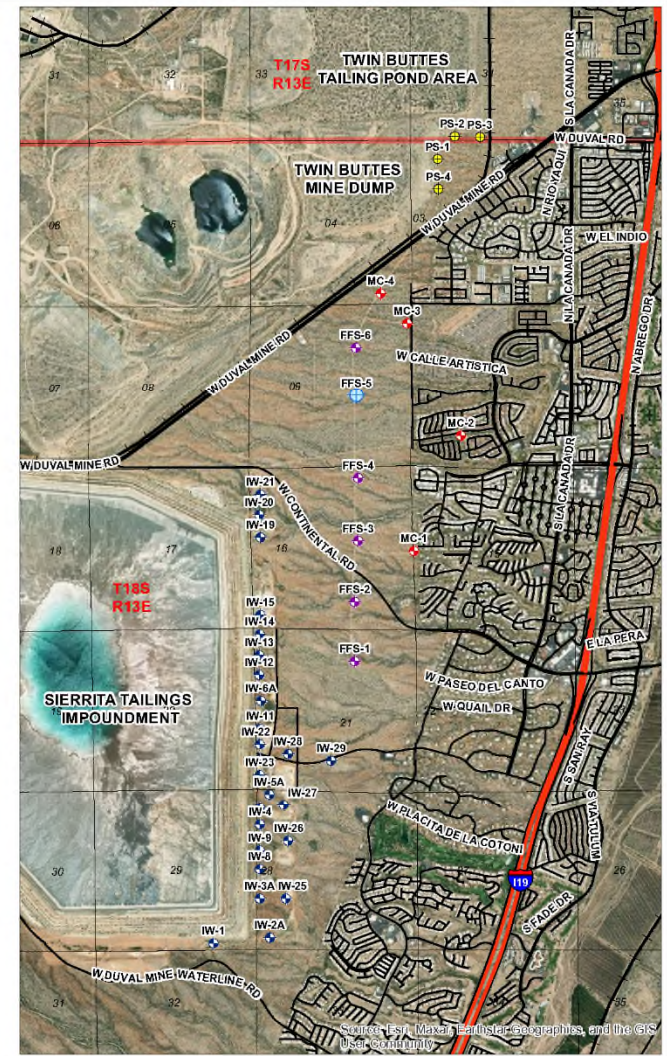 31
32
33
T17S
R13E
TWIN BUTTES
TAILING POND AREA
35
S LA CANADA DR
PS-2
PS-3
W DUVAL RD
PS-1
TWIN BUTTES
MINE DUMP
PS-4
N RIO YAQUI
W DUVAL MINE RD
06
04
03
W EL INDIO
N LA CANADA DR
MC-4
MC-3
N ABREGO DR
FFS-6
W CALLE ARTISTICA
W DUVAL MINE RD
07
08
09
FFS-5
MC-2
S LA CANADA DR
W DUVAL MINE RD
FFS-4
IW-21
IW-20
IW-19
W CONTINENTAL RD
18
17
16
FFS-3
MC-1
T18S
R13E
FFS-2
IW-15
IW-14
IW-13
IW-12
E LA PERA
FFS-1
W PASEO DEL CANTO
IW-6A
SIERRITA TAILINGS
IMPOUNDMENT
IW-11
W QUAIL DR
21
IW-22
IW-28
IW-29
S SAN RAY
IW-23
IW-5A
IW-27
IW-4
IW-26
W PLACITA DE LA COTONI
S VIA TULUM
IW-9
IW-8
30
29
28
26
I19
IW-3A
IW-25
S FADE DR
IW-1
IW-2A
W DUVAL MINE WATERLINE RD
31
32
33
35
Source: Esri, Maxar, Earthstar Geographics, and the GIS
User Community